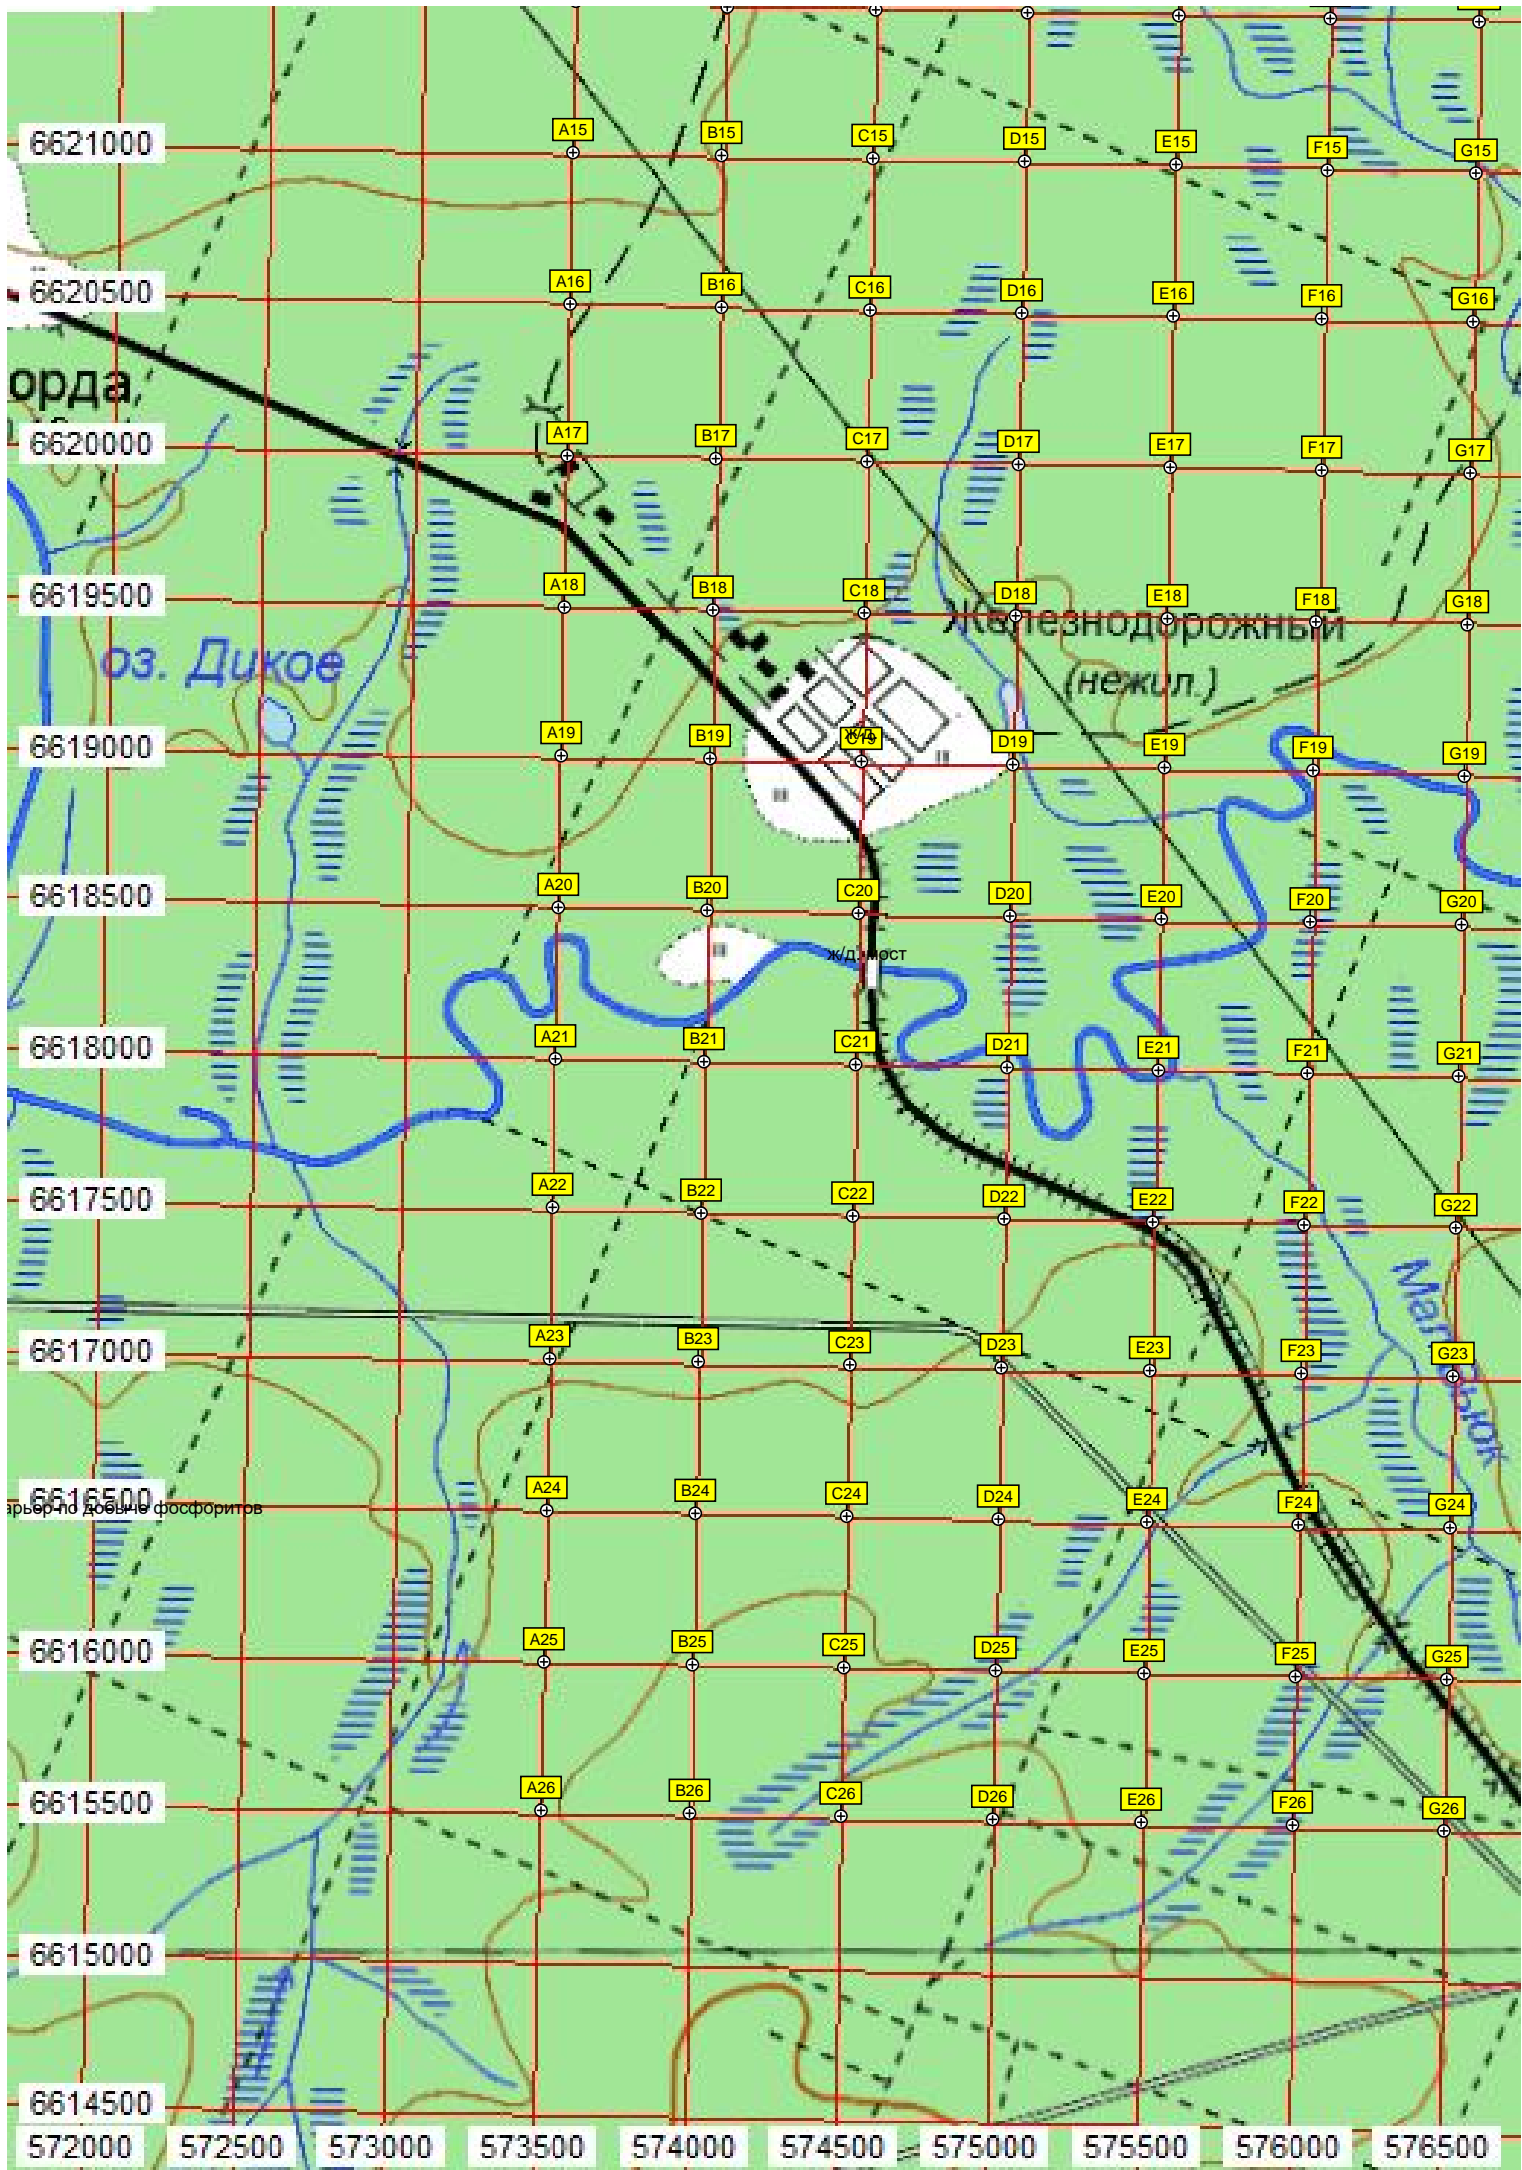 A15 B15 C15 D15 E15 F15 G15
6621000
A16 B16 C16 D16 E16 F16 G16
6620500
орда
A17 B17 C17 D17 E17 F17 G17
6620000
A18 B18 C18 D18 E18 F18 G18
6619500
Железнодорожный
оз. Дикое
(нежил.)
A19 B19 ж/д C19 D19 E19 F19 G19
6619000
A20 B20 C20 D20 E20 F20 G20
6618500
ж/д. мост
A21 B21 C21 D21 E21 F21 G21
6618000
A22 B22 C22 D22 E22 F22 G22
6617500
A23 B23 C23 D23 E23 F23 G23
6617000
A24 B24 C24 D24 E24 F24 G24
6616500
арьер по добыче фосфоритов
A25 B25 C25 D25 E25 F25 G25
6616000
A26 B26 C26 D26 E26 F26 G26
6615500
6615000
6614500
572000 572500 573000 573500 574000 574500 575000 575500 576000 576500